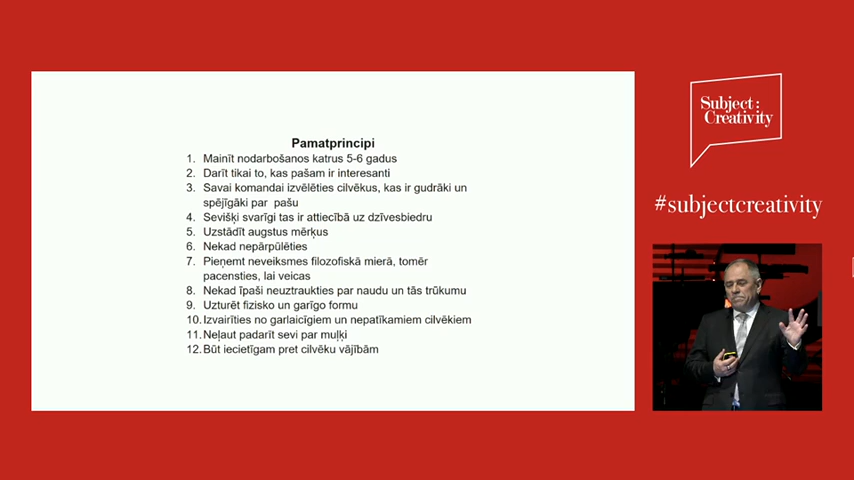 Pamatprincipi
1. Mainīt nodarbošanos katrus 5-6 gadus
2. Darīt tikai to, kas pašam ir interesanti
3. Savai komandai izvēlēties cilvēkus, kas ir gudrāki un
spējīgāki par pašu
4. Sevišķi svarīgi tas ir attiecībā uz dzīvesbiedru
5. Uzstādīt augstus mērķus
6. Nekad nepārpūlēties
7. Pieņemt neveiksmes filozofiskā mierā, tomēr
pacensties, lai veicas
8. Nekad īpaši neuztraukties par naudu un tās trūkumu
9. Uzturēt fizisko un garīgo formu
10. Izvairīties no garlaicīgiem un nepatīkamiem cilvēkiem
11. Neļaut padarīt sevi par muļķi
12. Būt iecietīgam pret cilvēku vājībām
Subject:
Creativity
#subjectcreativity